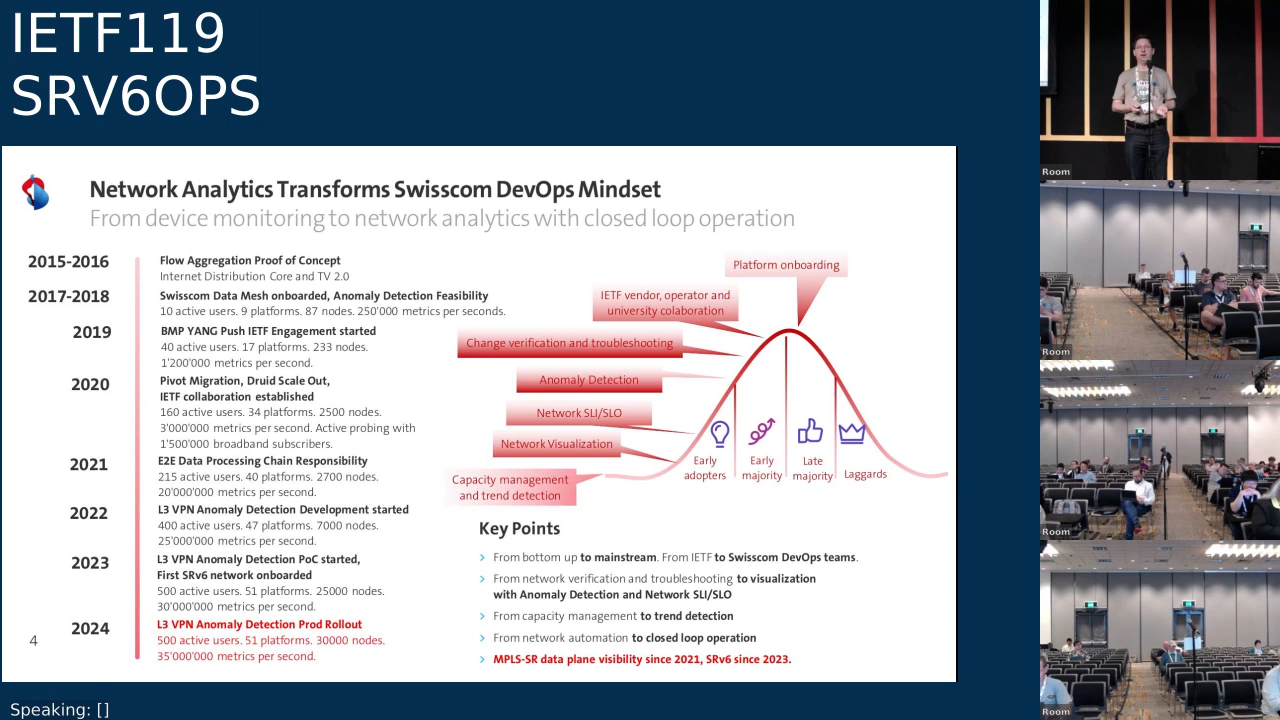 IETF119
SRV6OPS
Network Analytics Transforms Swisscom DevOps Mindset
From device monitoring to network analytics with closed loop operation
2015-2016
Flow Aggregation Proof of Concept
Internet Distribution Core and TV 2.0
2017-2018
Swisscom Data Mesh onboarded, Anomaly Detection Feasibility
10 active users. 9 platforms. 87 nodes. 250'000 metrics per seconds.
2019
BMP YANG Push IETF Engagement started
40 active users. 17 platforms. 233 nodes.
1'200'000 metrics per second.
2020
Pivot Migration, Druid Scale Out,
IETF collaboration established
160 active users. 34 platforms. 2500 nodes.
3'000'000 metrics per second. Active probing with
1'500'000 broadband subscribers.
2021
E2E Data Processing Chain Responsibility
215 active users. 40 platforms. 2700 nodes.
20'000'000 metrics per second.
2022
L3 VPN Anomaly Detection Development started
400 active users. 47 platforms. 7000 nodes.
25'000'000 metrics per second.
2023
L3 VPN Anomaly Detection PoC started,
First SRv6 network onboarded
500 active users. 51 platforms. 25000 nodes.
30'000'000 metrics per second.
2024
L3 VPN Anomaly Detection Prod Rollout
500 active users. 51 platforms. 30000 nodes.
35'000'000 metrics per second.
4
Platform onboarding
IETF vendor, operator and
university colaboration
Change verification and troubleshooting
Anomaly Detection
Network SLI/SLO
Network Visualization
Capacity management
and trend detection
Early
adopters
Early
majority
Late
majority
Laggards
Key Points
› From bottom up to mainstream. From IETF to Swisscom DevOps teams.
› From network verification and troubleshooting to visualization
with Anomaly Detection and Network SLI/SLO
› From capacity management to trend detection
› From network automation to closed loop operation
› MPLS-SR data plane visibility since 2021, SRv6 since 2023.
Speaking: []
Room
Room
Room
Room